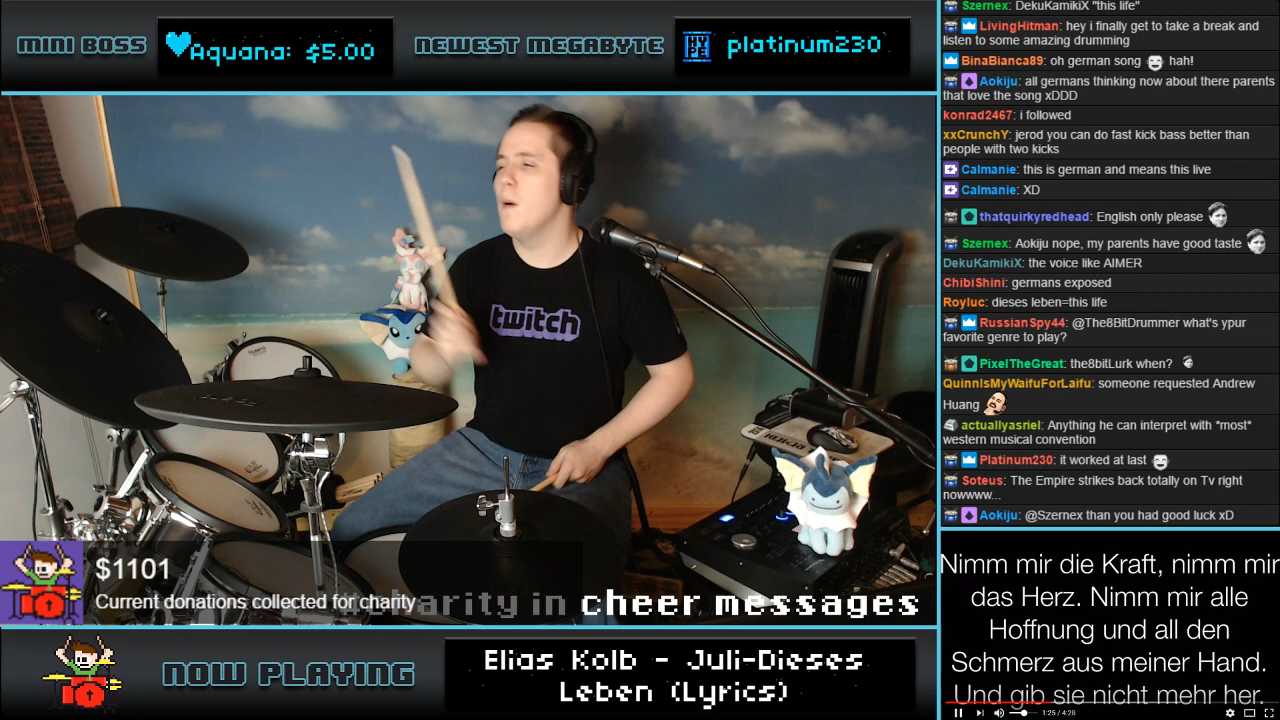 MINI BOSS
Aquana: $5.00
NEWEST MEGABYTE
platinum230
Szernex: DekuKamikiX "this life"
LivingHitman: hey i finally get to take a break and
listen to some amazing drumming
BinaBianca89: oh german song hah!
Aokiju: all germans thinking now about there parents
that love the song xDDD
konrad2467: i followed
xxCrunchY: jerod you can do fast kick bass better than
people with two kicks
Calmanie: this is german and means this live
Calmanie: XD
thatquirkyredhead: English only please
Szernex: Aokiju nope, my parents have good taste
DekuKamikiX: the voice like AIMER
ChibiShini: germans exposed
Royluc: dieses leben=this life
RussianSpy44: @The8BitDrummer what's ypur
favorite genre to play?
PixelTheGreat: the8bitLurk when?
QuinnIsMyWaifuForLaifu: someone requested Andrew
Huang
actuallyasriel: Anything he can interpret with *most*
western musical convention
Platinum230: it worked at last
Soteus: The Empire strikes back totally on Tv right
nowwww...
Aokiju: @Szernex than you had good luck xD
twitch
$1101
Current donations collected for charity
#charity in cheer messages
NOW PLAYING
Elias Kolb - Juli-Dieses
Leben (Lyrics)
Nimm mir die Kraft, nimm mir
das Herz. Nimm mir alle
Hoffnung und all den
Schmerz aus meiner Hand.
Und gib sie nicht mehr her.
1:25 / 4:26